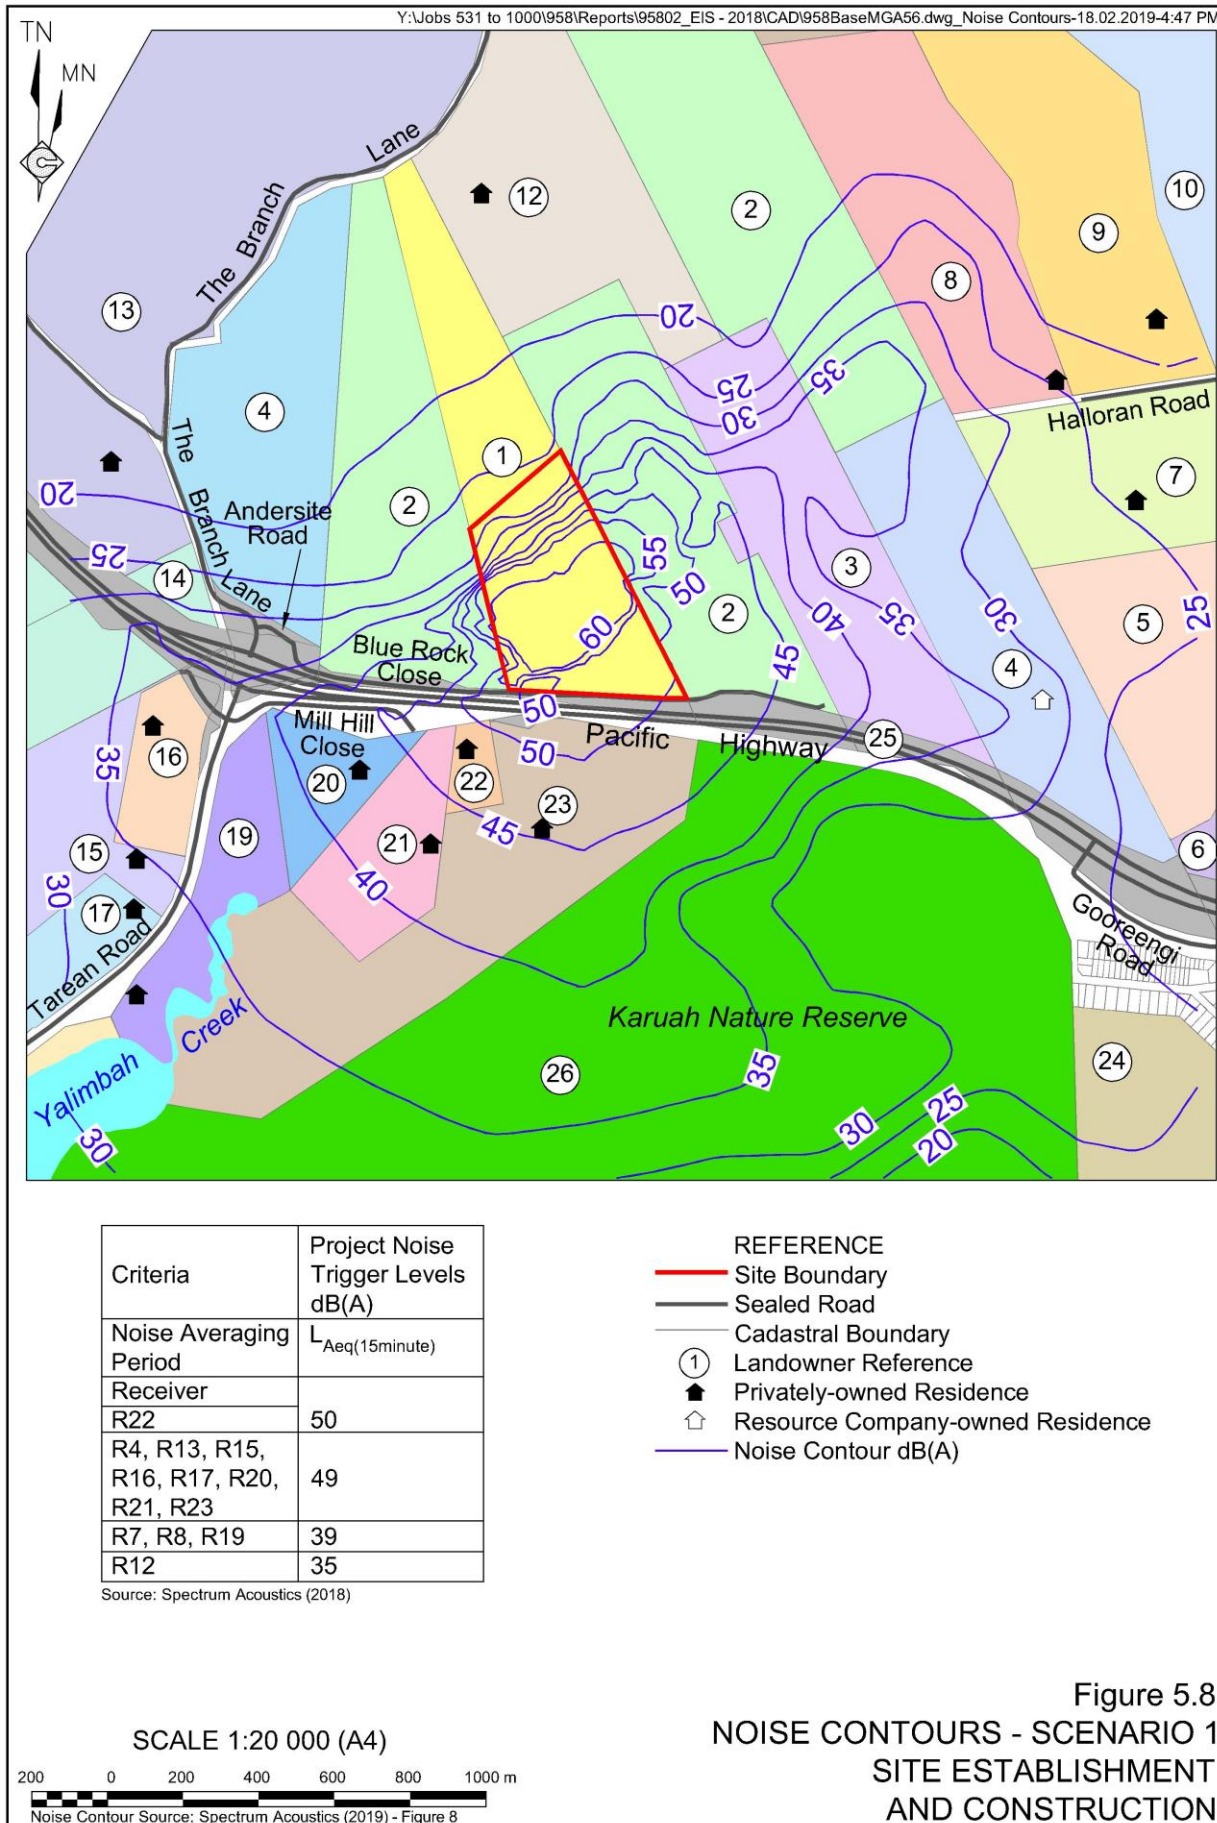 Y:\Jobs 531 to 1000\958\Reports\95802_EIS - 2018\CAD\958BaseMGA56.dwg_Noise Contours-18.02.2019-4:47 PM
TN
MN
The Branch Lane
12
2
10
9
8
13
20
4
25
35
30
Halloran Road
1
7
The Branch Lane
20
2
Andersite Road
25
14
55
50
3
2
40
35
30
25
5
60
Blue Rock Close
45
4
50
Pacific Highway
25
16
Mill Hill Close
50
35
20
22
23
45
19
21
15
6
40
30
17
Gooreengi Road
Tarean Road
Karuah Nature Reserve
Yalimbah Creek
26
35
24
30
25
20
30
Criteria
Project Noise Trigger Levels dB(A)
Noise Averaging Period
LAeq(15minute)
Receiver
R22
50
R4, R13, R15, R16, R17, R20, R21, R23
49
R7, R8, R19
39
R12
35
Source: Spectrum Acoustics (2018)
REFERENCE
Site Boundary
Sealed Road
Cadastral Boundary
1 Landowner Reference
Privately-owned Residence
Resource Company-owned Residence
Noise Contour dB(A)
SCALE 1:20 000 (A4)
200 0 200 400 600 800 1000 m
Noise Contour Source: Spectrum Acoustics (2019) - Figure 8
Figure 5.8
NOISE CONTOURS - SCENARIO 1
SITE ESTABLISHMENT
AND CONSTRUCTION